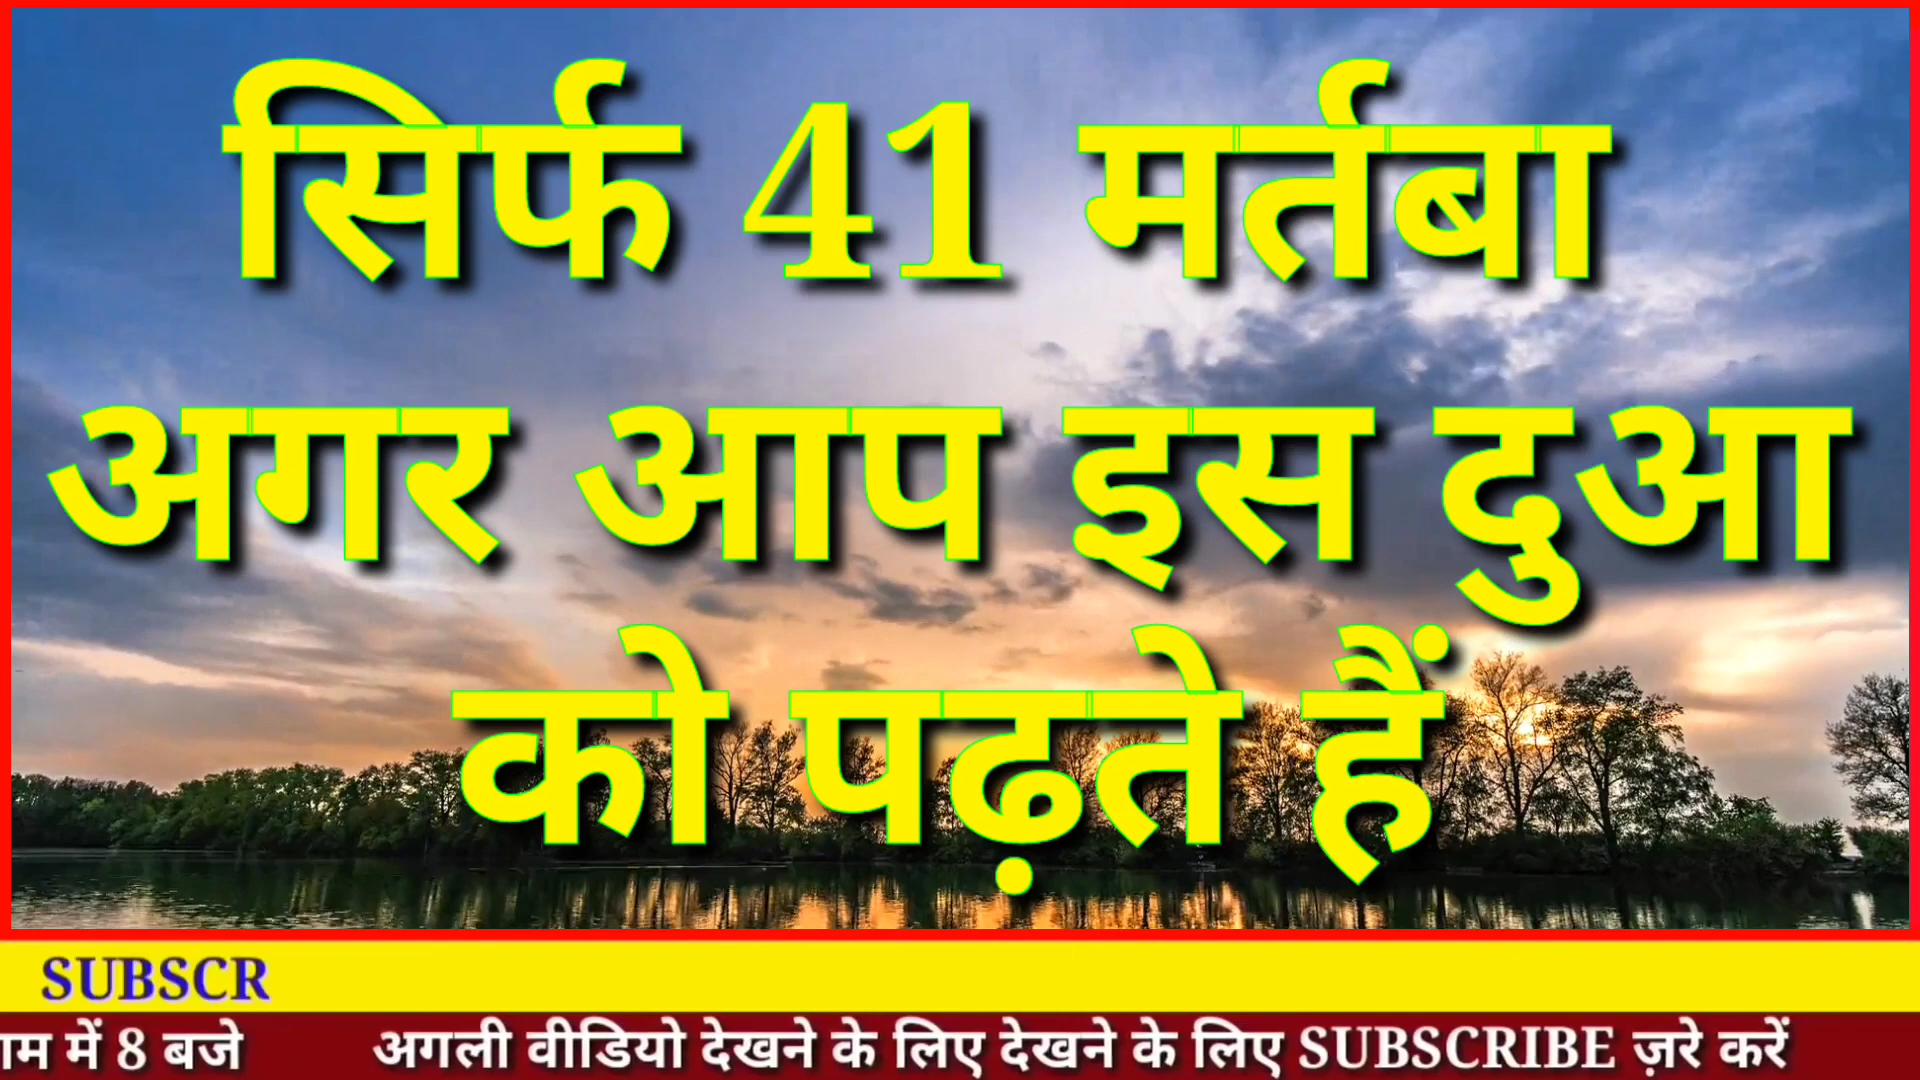 सिर्फ 41 मर्तबा
अगर आप इस दुआ
को पढ़ते हैं
SUBSCR
में 8 बजे अगली वीडियो देखने के लिए देखने के लिए SUBSCRIBE ज़रे करें